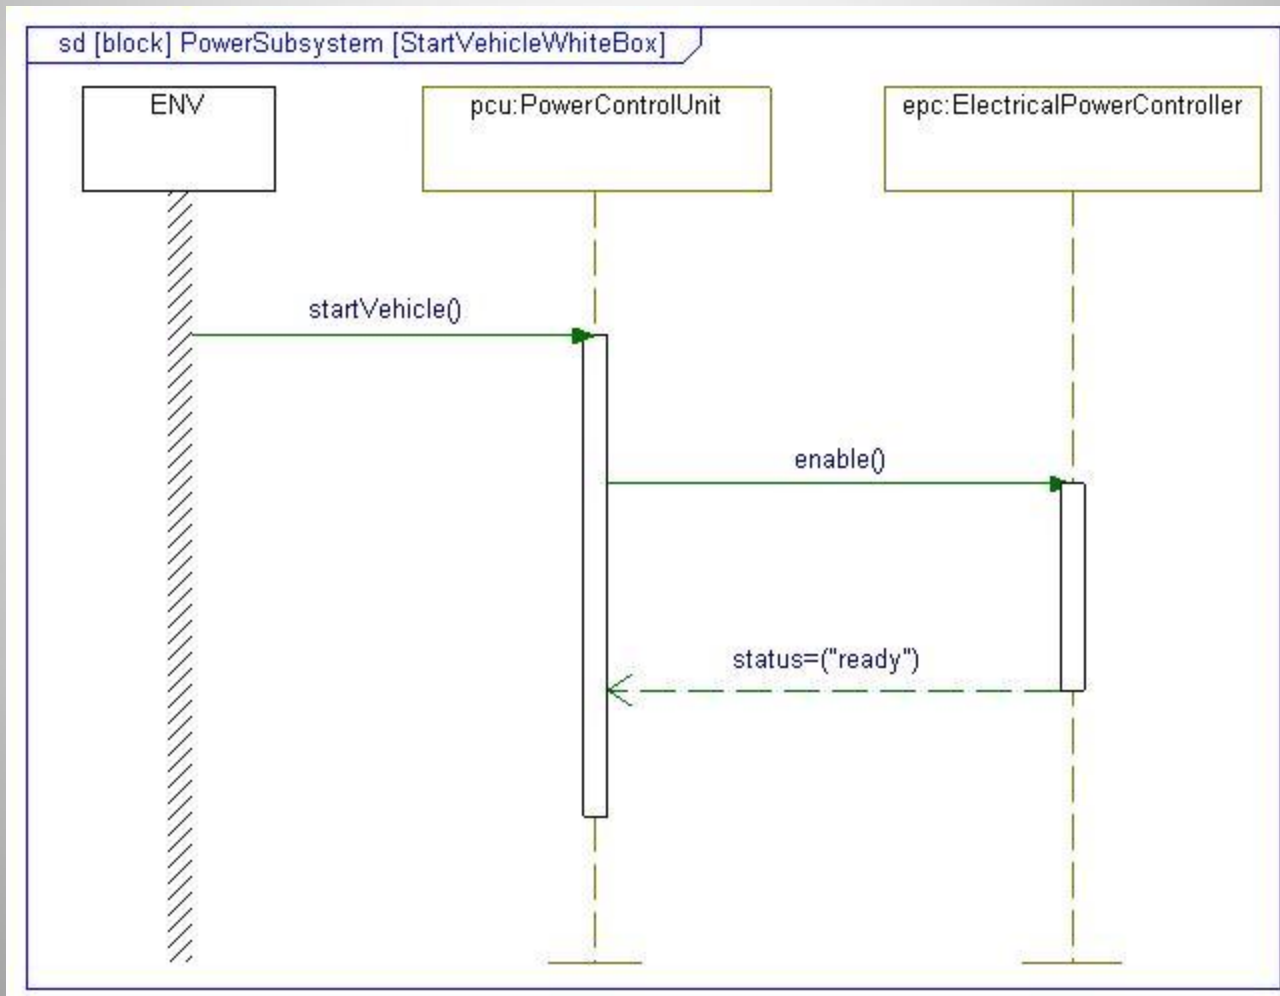 sd [block] PowerSubsystem [StartVehicleWhiteBox]
ENV
pcu:PowerControlUnit
epc:ElectricalPowerController
startVehicle()
enable()
status=("ready")